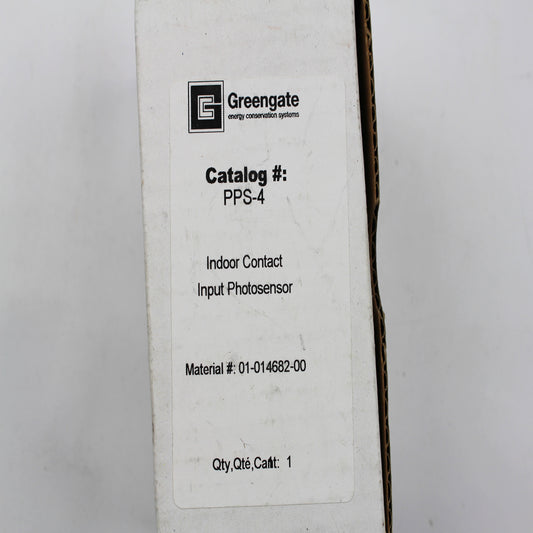 Greengate
energy conservation systems
Catalog #:
PPS-4
Indoor Contact
Input Photosensor
Material #: 01-014682-00
Qty,Qté,Cant: 1